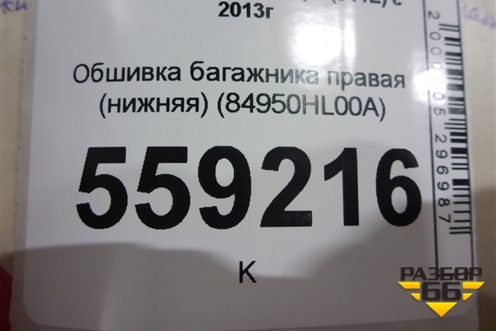 2013г
Обшивка багажника правая
(нижняя) (84950HL00A)
559216
К
РАЗБОР
66